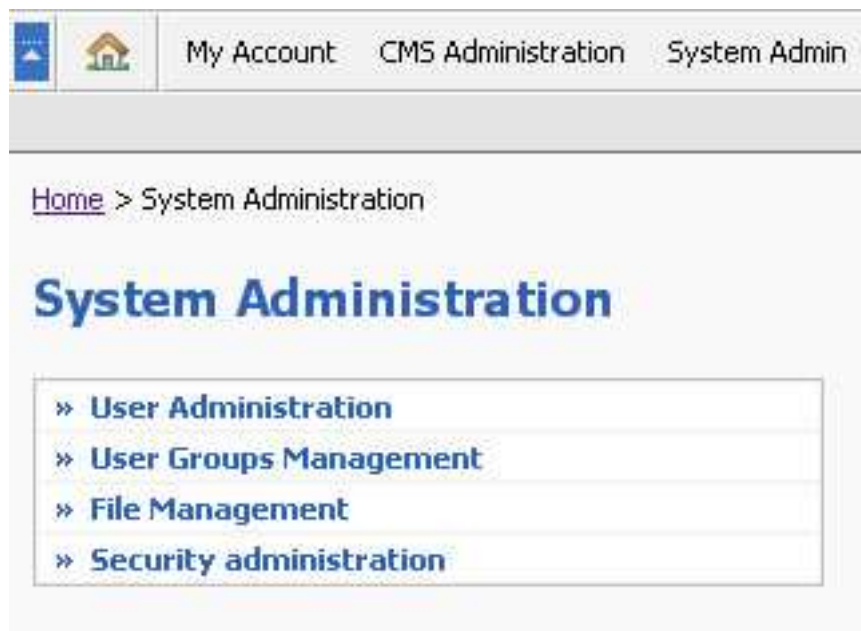 My Account CMS Administration System Admin
Home > System Administration
System Administration
» User Administration
» User Groups Management
» File Management
» Security administration